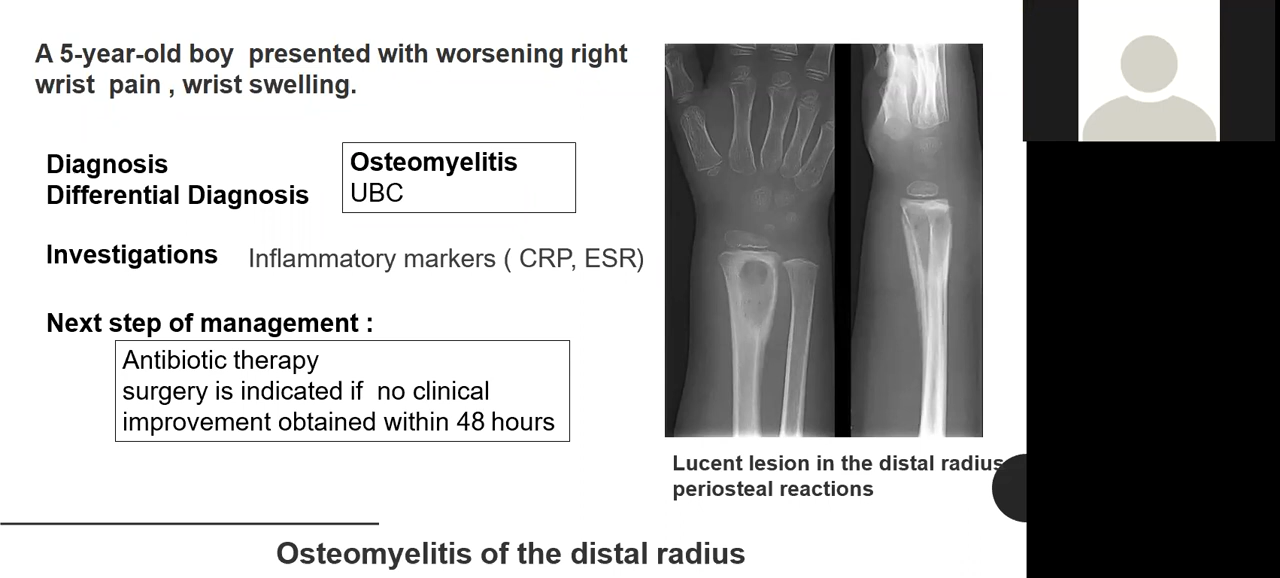 A 5-year-old boy presented with worsening right
wrist pain , wrist swelling.
Diagnosis
Differential Diagnosis
Osteomyelitis
UBC
Investigations
Inflammatory markers ( CRP, ESR)
Next step of management :
Antibiotic therapy
surgery is indicated if no clinical
improvement obtained within 48 hours
Lucent lesion in the distal radius
periosteal reactions
Osteomyelitis of the distal radius